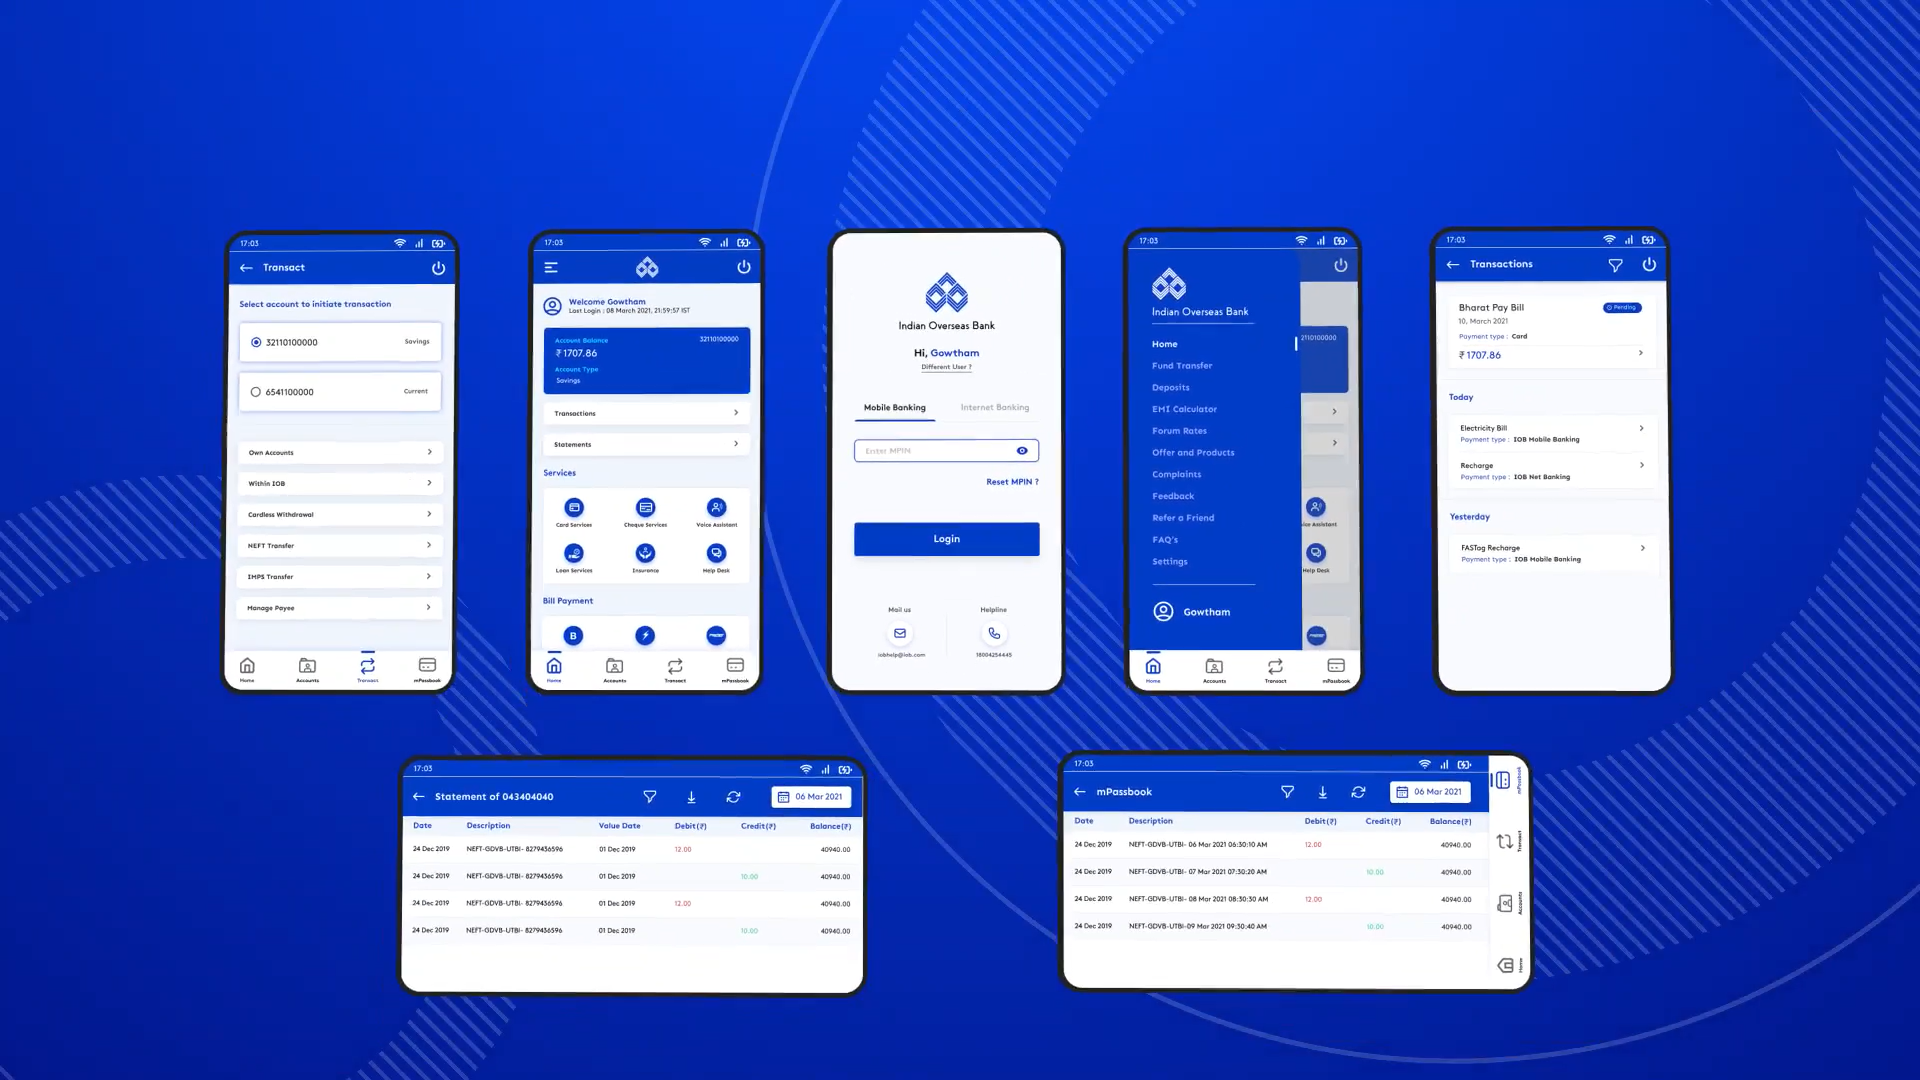 17:03
Transact
Select account to initiate transaction
32110100000 Savings
6541100000 Current
Own Accounts
Within IOB
Cardless Withdrawal
NEFT Transfer
IMPS Transfer
Manage Payee
Home Accounts Transact mPassbook
17:03
Welcome Gowtham
Last Login : 08 March 2021, 21:59:57 IST
Account Balance 32110100000
₹ 1707.86
Account Type
Savings
Transactions
Statements
Services
Card Services Cheque Services Voice Assistant
Loan Services Insurance Help Desk
Bill Payment
B
Home Accounts Transact mPassbook
Indian Overseas Bank
Hi, Gowtham
Different User ?
Mobile Banking Internet Banking
Enter MPIN
Reset MPIN ?
Login
Mail us Helpline
iobhelp@iob.com 18004254445
17:03
Indian Overseas Bank
2110100000
Home
Fund Transfer
Deposits
EMI Calculator
Forum Rates
Offer and Products
Complaints
Feedback
Refer a Friend
FAQ's
Settings
ice Assistant
Help Desk
Gowtham
Home Accounts Transact mPassbook
17:03
Transactions
Bharat Pay Bill Pending
10, March 2021
Payment type : Card
₹ 1707.86
Today
Electricity Bill
Payment type : IOB Mobile Banking
Recharge
Payment type : IOB Net Banking
Yesterday
FASTag Recharge
Payment type : IOB Mobile Banking
17:03
Statement of 043404040 06 Mar 2021
Date Description Value Date Debit(₹) Credit(₹) Balance(₹)
24 Dec 2019 NEFT-GDVB-UTBI- 8279436596 01 Dec 2019 12.00 40940.00
24 Dec 2019 NEFT-GDVB-UTBI- 8279436596 01 Dec 2019 10.00 40940.00
24 Dec 2019 NEFT-GDVB-UTBI- 8279436596 01 Dec 2019 12.00 40940.00
24 Dec 2019 NEFT-GDVB-UTBI- 8279436596 01 Dec 2019 10.00 40940.00
17:03
mPassbook 06 Mar 2021
Date Description Debit(₹) Credit(₹) Balance(₹)
24 Dec 2019 NEFT-GDVB-UTBI- 06 Mar 2021 06:30:10 AM 12.00 40940.00
24 Dec 2019 NEFT-GDVB-UTBI- 07 Mar 2021 07:30:20 AM 10.00 40940.00
24 Dec 2019 NEFT-GDVB-UTBI- 08 Mar 2021 08:30:30 AM 12.00 40940.00
24 Dec 2019 NEFT-GDVB-UTBI-09 Mar 2021 09:30:40 AM 10.00 40940.00
mPassbook
Transact
Accounts
Home